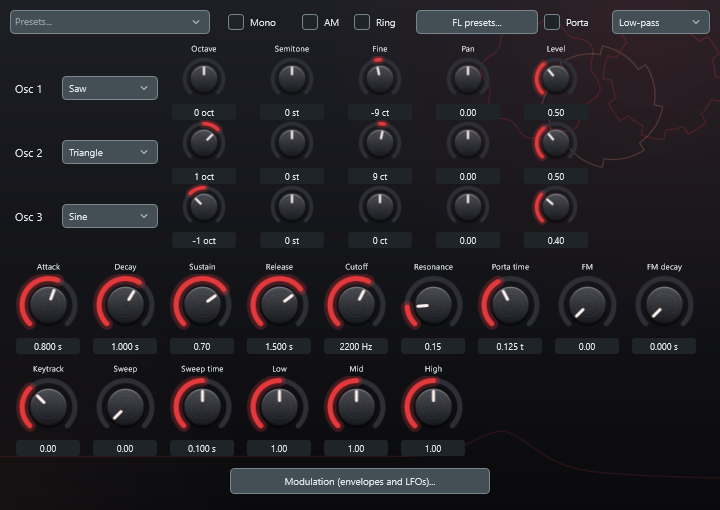 Presets... Mono AM Ring FL presets... Porta Low-pass
Octave Semitone Fine Pan Level
Osc 1 Saw
0 oct 0 st -9 ct 0.00 0.50
Osc 2 Triangle
1 oct 0 st 9 ct 0.00 0.50
Osc 3 Sine
-1 oct 0 st 0 ct 0.00 0.40
Attack Decay Sustain Release Cutoff Resonance Porta time FM FM decay
0.800 s 1.000 s 0.70 1.500 s 2200 Hz 0.15 0.125 t 0.00 0.000 s
Keytrack Sweep Sweep time Low Mid High
0.00 0.00 0.100 s 1.00 1.00 1.00
Modulation (envelopes and LFOs)...